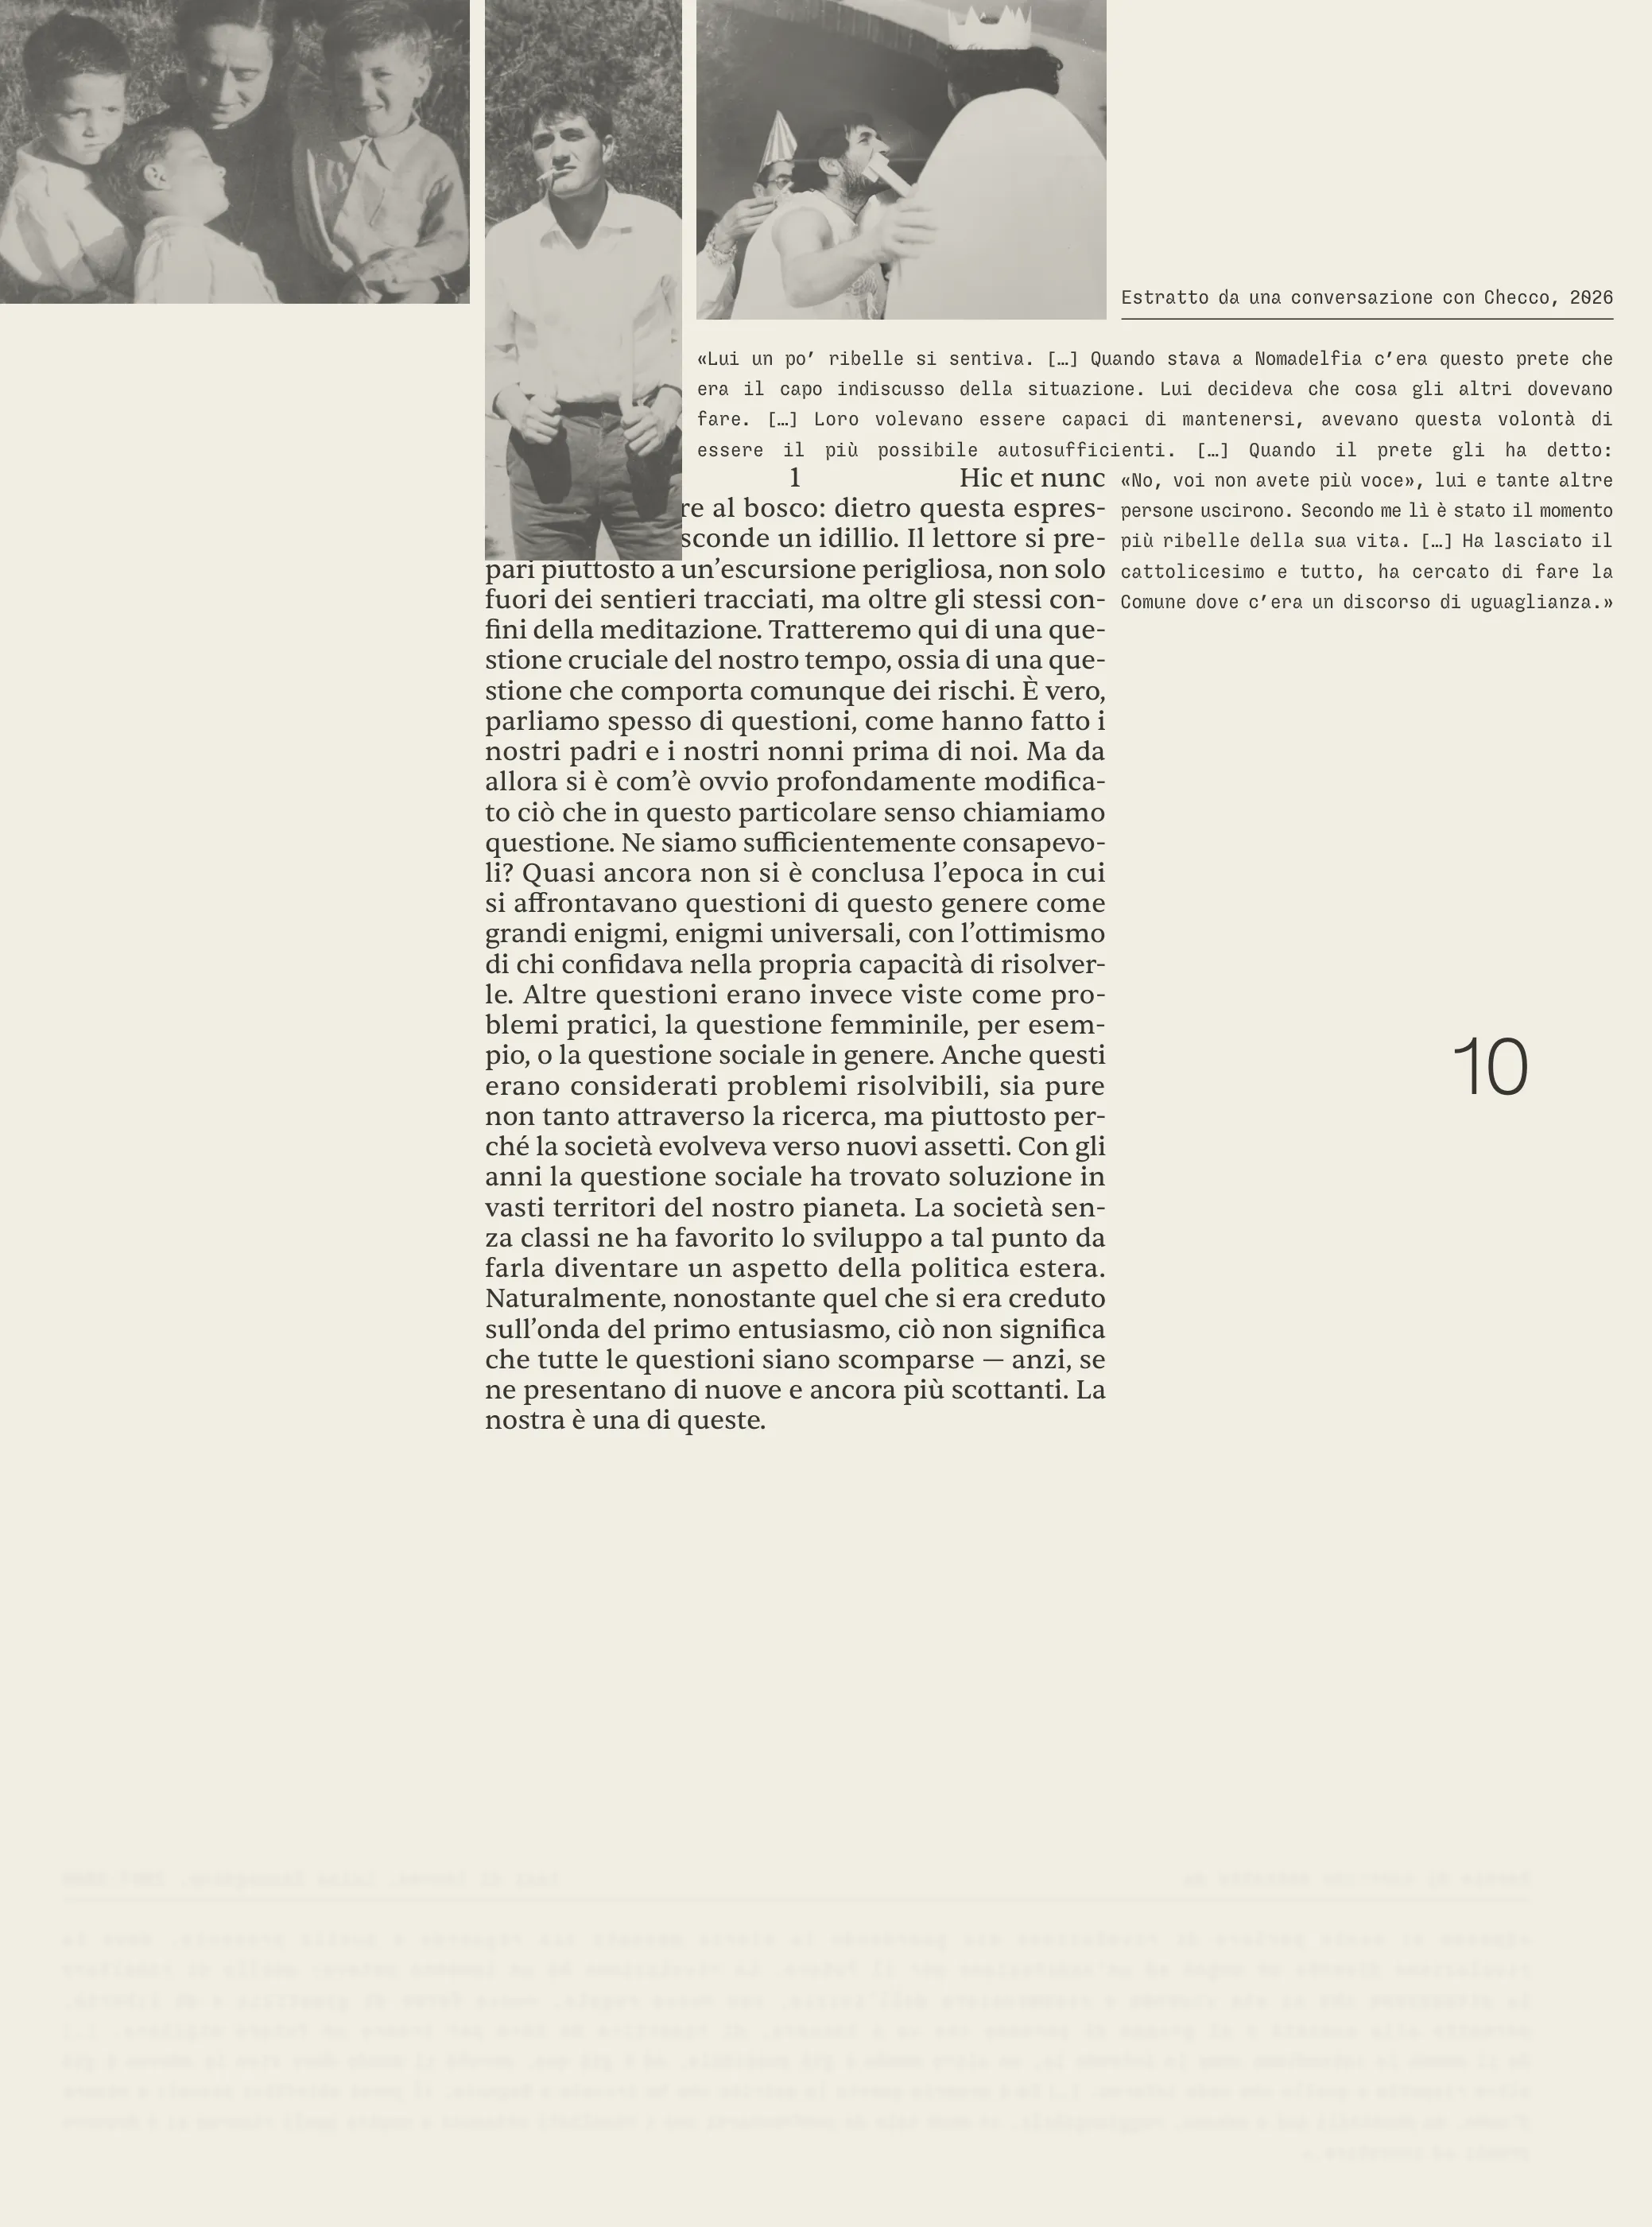 Estratto da una conversazione con Checco, 2026
«Lui un po’ ribelle si sentiva. […] Quando stava a Nomadelfia c’era questo prete che
era il capo indiscusso della situazione. Lui decideva che cosa gli altri dovevano
fare. […] Loro volevano essere capaci di mantenersi, avevano questa volontà di
essere il più possibile autosufficienti. […] Quando il prete gli ha detto:
«No, voi non avete più voce», lui e tante altre
persone uscirono. Secondo me lì è stato il momento
più ribelle della sua vita. […] Ha lasciato il
cattolicesimo e tutto, ha cercato di fare la
Comune dove c’era un discorso di uguaglianza.»
1 Hic et nunc
re al bosco: dietro questa espres-
sconde un idillio. Il lettore si pre-
pari piuttosto a un’escursione perigliosa, non solo
fuori dei sentieri tracciati, ma oltre gli stessi con-
fini della meditazione. Tratteremo qui di una que-
stione cruciale del nostro tempo, ossia di una que-
stione che comporta comunque dei rischi. È vero,
parliamo spesso di questioni, come hanno fatto i
nostri padri e i nostri nonni prima di noi. Ma da
allora si è com’è ovvio profondamente modifica-
to ciò che in questo particolare senso chiamiamo
questione. Ne siamo sufficientemente consapevo-
li? Quasi ancora non si è conclusa l’epoca in cui
si affrontavano questioni di questo genere come
grandi enigmi, enigmi universali, con l’ottimismo
di chi confidava nella propria capacità di risolver-
le. Altre questioni erano invece viste come pro-
blemi pratici, la questione femminile, per esem-
pio, o la questione sociale in genere. Anche questi
erano considerati problemi risolvibili, sia pure
non tanto attraverso la ricerca, ma piuttosto per-
ché la società evolveva verso nuovi assetti. Con gli
anni la questione sociale ha trovato soluzione in
vasti territori del nostro pianeta. La società sen-
za classi ne ha favorito lo sviluppo a tal punto da
farla diventare un aspetto della politica estera.
Naturalmente, nonostante quel che si era creduto
sull’onda del primo entusiasmo, ciò non significa
che tutte le questioni siano scomparse — anzi, se
ne presentano di nuove e ancora più scottanti. La
nostra è una di queste.
10